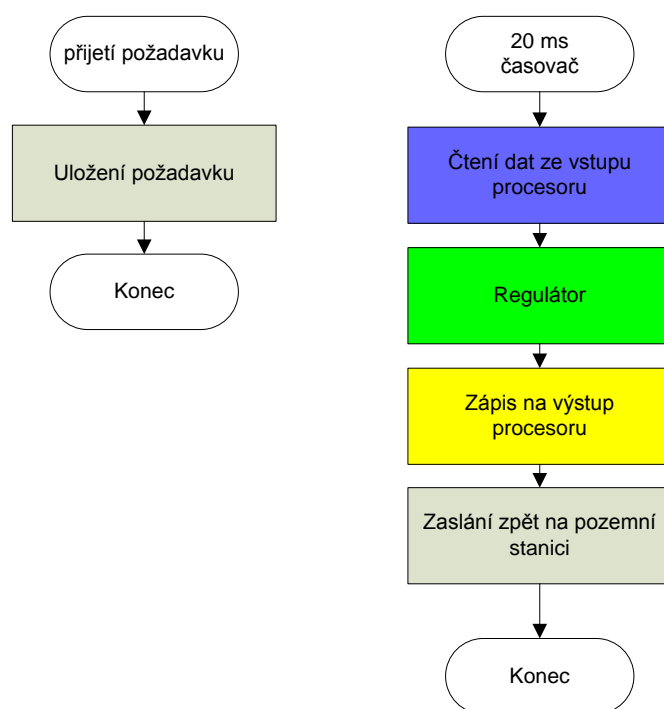 přijetí požadavku
Uložení požadavku
Konec
20 ms
časovač
Čtení dat ze vstupu
procesoru
Regulátor
Zápis na výstup
procesoru
Zaslání zpět na pozemní
stanici
Konec